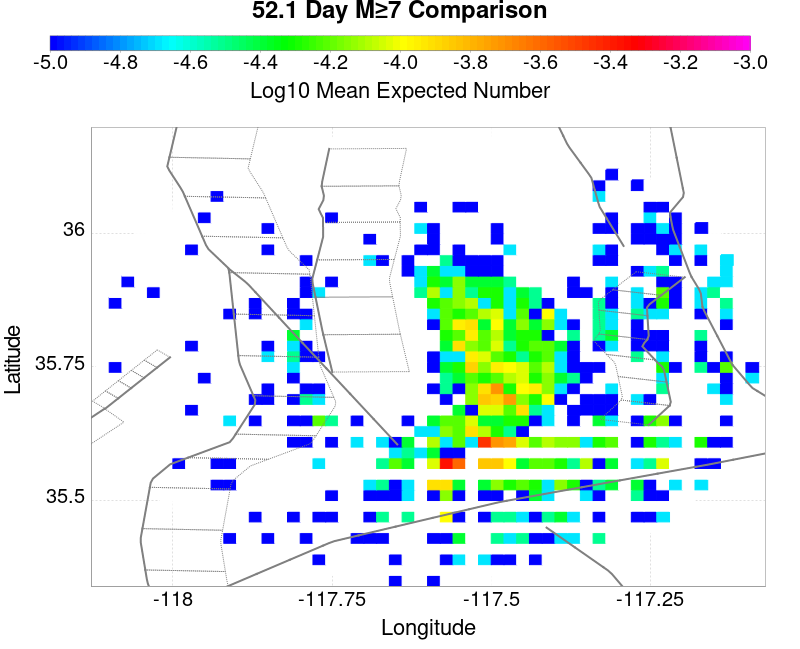 52.1 Day M≥7 Comparison
-5.0 -4.8 -4.6 -4.4 -4.2 -4.0 -3.8 -3.6 -3.4 -3.2 -3.0
Log10 Mean Expected Number
36
35.75
35.5
Latitude
-118 -117.75 -117.5 -117.25
Longitude